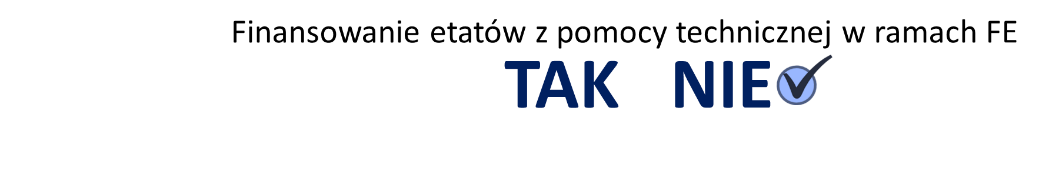 Finansowanie etatów z pomocy technicznej w ramach FE
TAK NIE